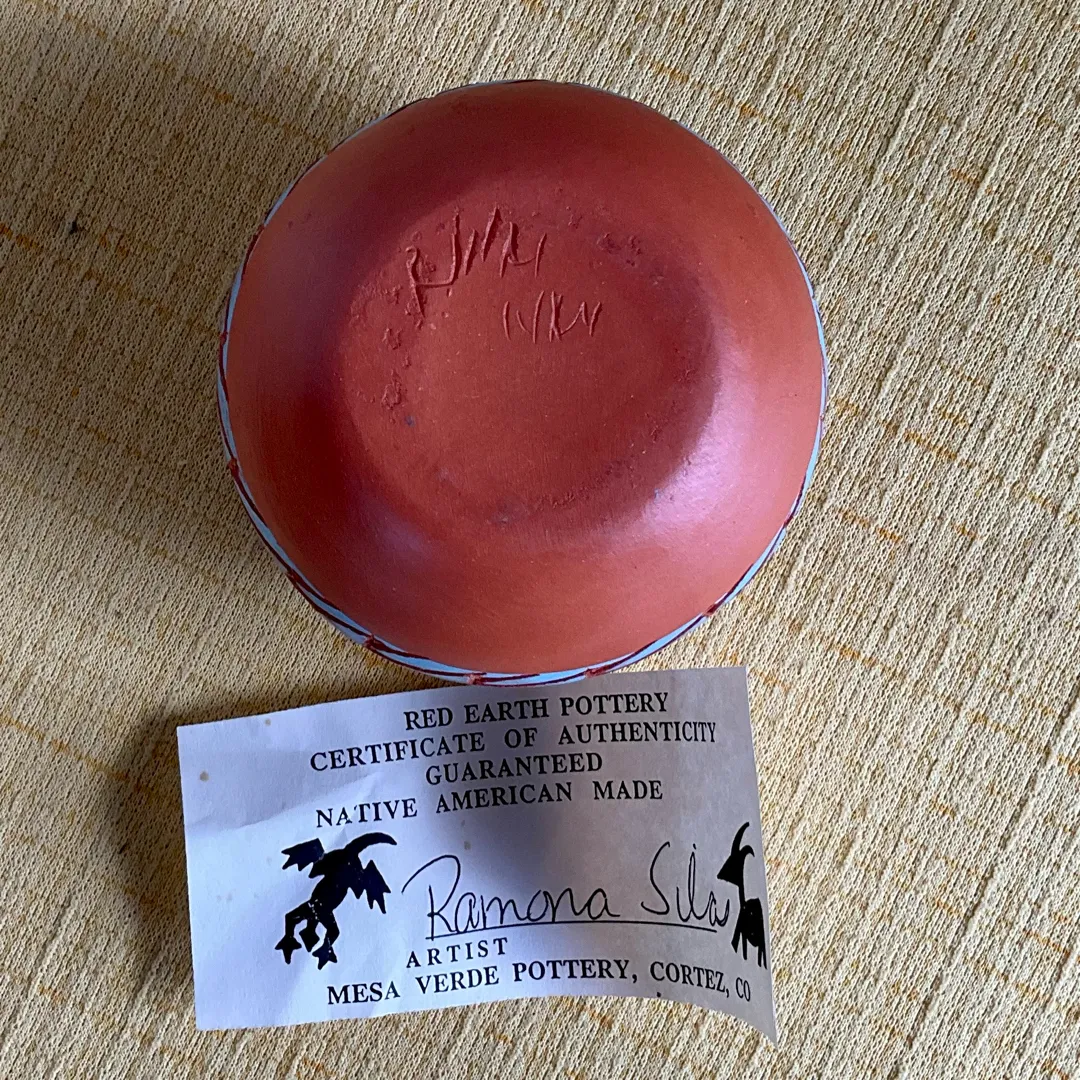 RED EARTH POTTERY
CERTIFICATE OF AUTHENTICITY
GUARANTEED
NATIVE AMERICAN MADE
Ramona Silas
ARTIST
MESA VERDE POTTERY, CORTEZ, CO